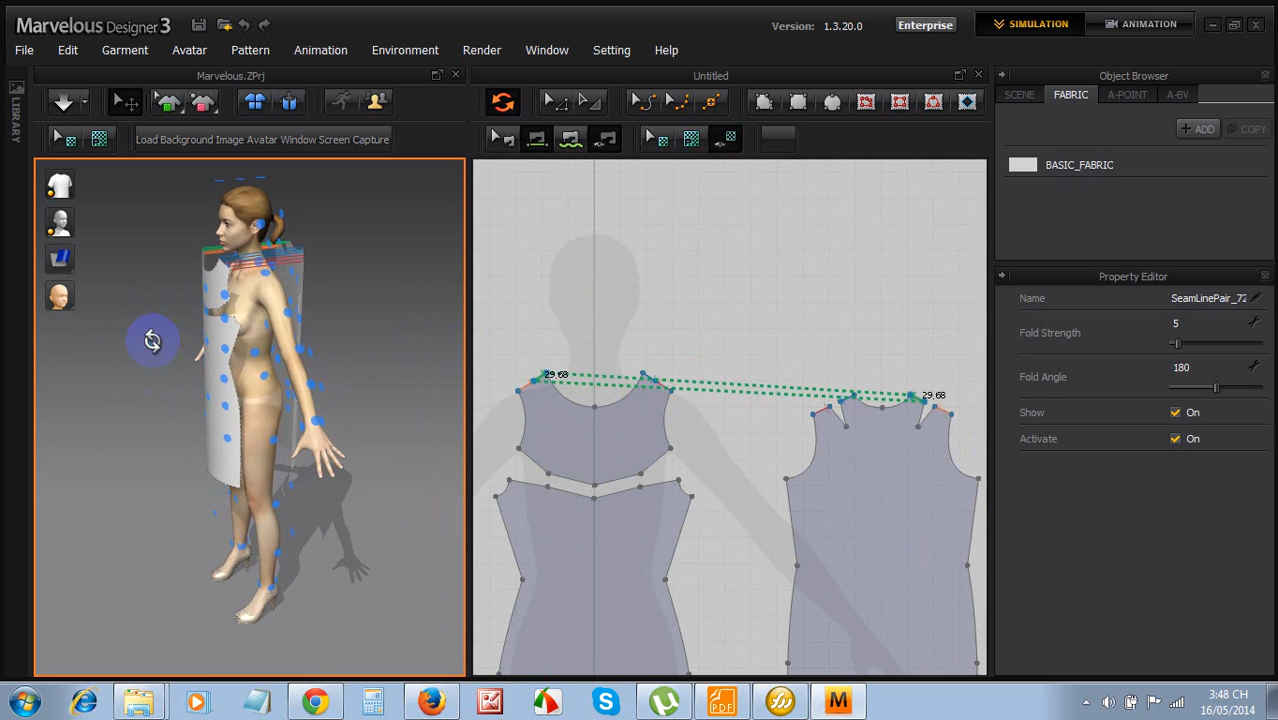 Marvelous Designer 3
Version: 1.3.20.0
Enterprise
SIMULATION
ANIMATION
File Edit Garment Avatar Pattern Animation Environment Render Window Setting Help
Marvelous.ZPrj
Untitled
Object Browser
LIBRARY
SCENE FABRIC A-POINT A-BV
ADD COPY
Load Background Image Avatar Window Screen Capture
BASIC_FABRIC
Property Editor
Name SeamLinePair_72
Fold Strength 5
Fold Angle 180
Show On
Activate On
29.68
29.68
PDF
M
3:48 CH
16/05/2014